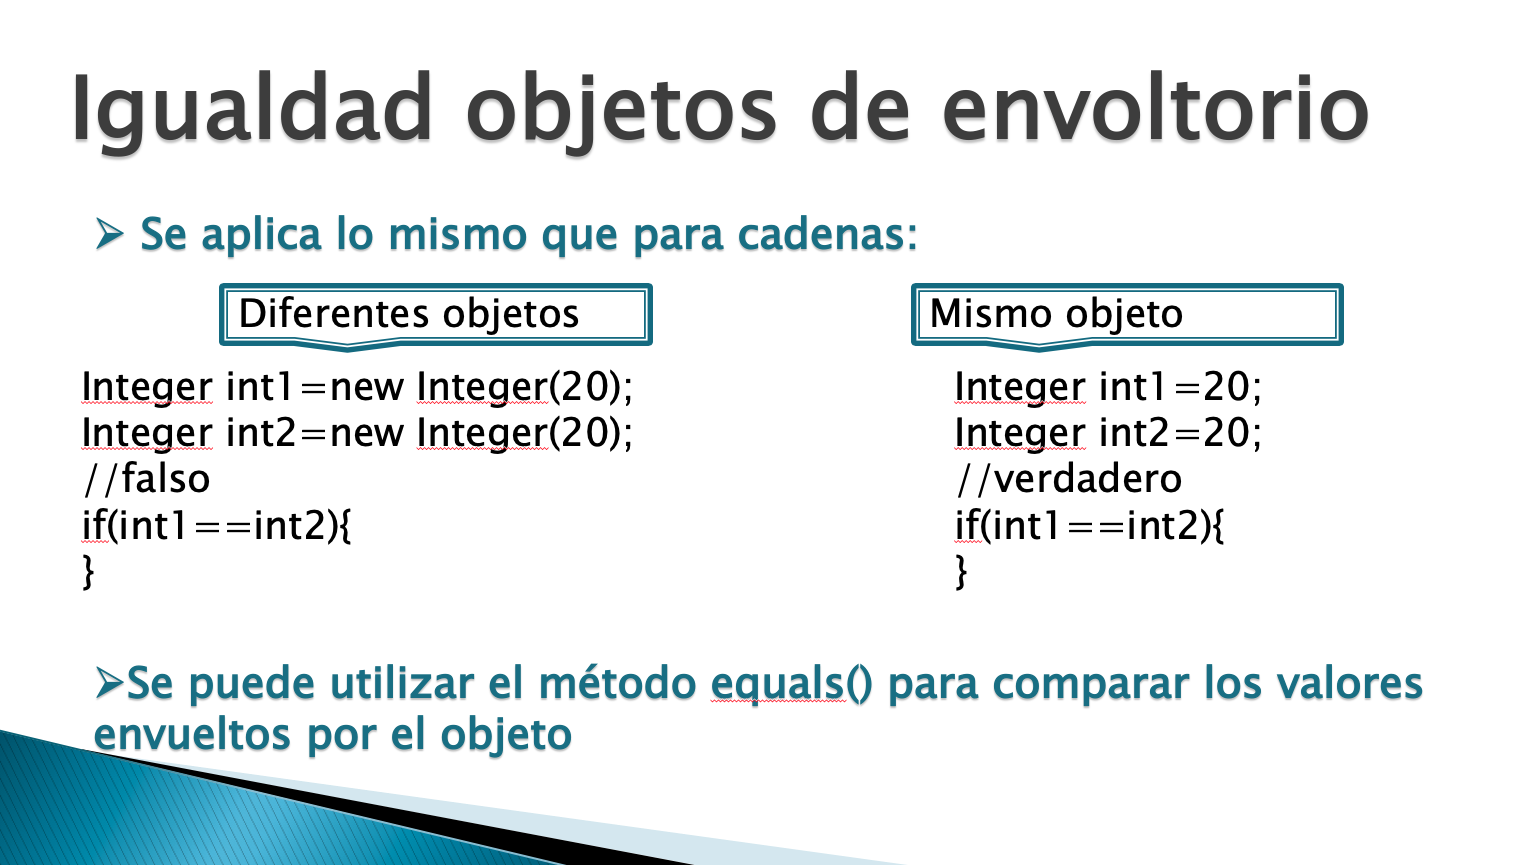 Igualdad objetos de envoltorio
➢ Se aplica lo mismo que para cadenas:
Diferentes objetos
Integer int1=new Integer(20);
Integer int2=new Integer(20);
//falso
if(int1==int2){
}
Mismo objeto
Integer int1=20;
Integer int2=20;
//verdadero
if(int1==int2){
}
➢Se puede utilizar el método equals() para comparar los valores
envueltos por el objeto